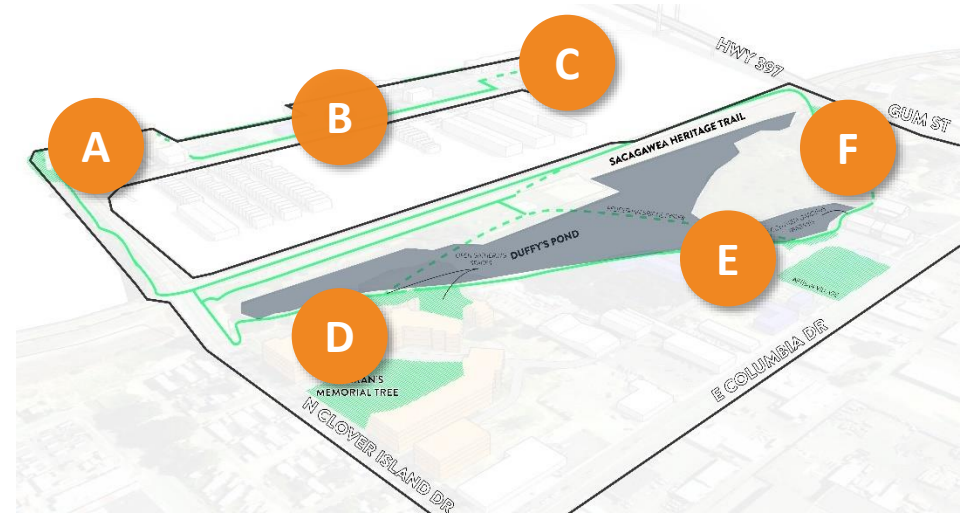 HWY 397
C
B
A
GUM ST
SACAGAWEA HERITAGE TRAIL
F
DUFFY'S POND
E
D
MEMORIAL TREE
E COLUMBIA DR
N CLOVER ISLAND DR